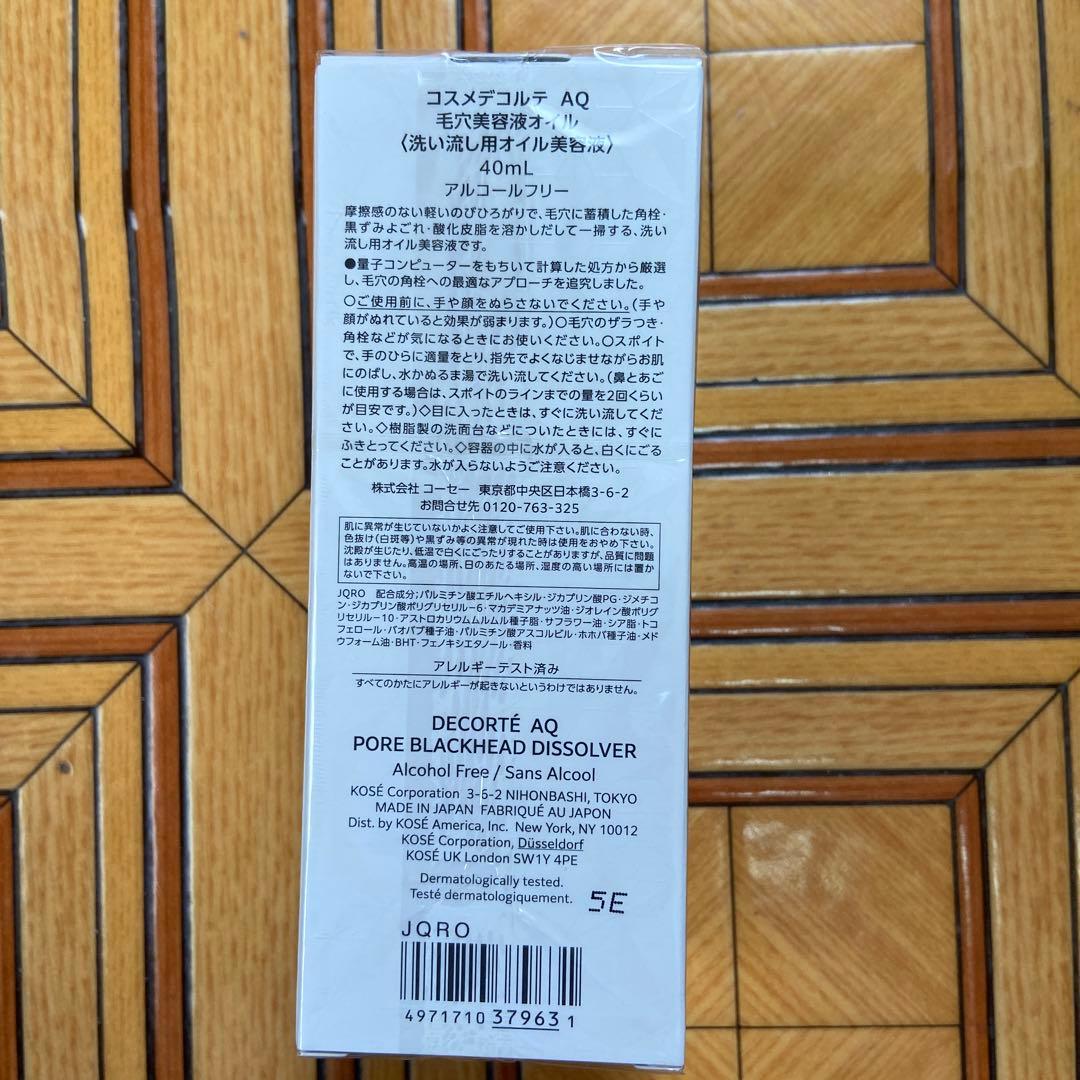 コスメデコルテ AQ
毛穴美容液オイル
〈洗い流し用オイル美容液〉
40mL
アルコールフリー
摩擦感のない軽いのびひろがりで、毛穴に蓄積した角栓・
黒ずみよごれ・酸化皮脂を溶かしだして一掃する、洗い
流し用オイル美容液です。
●量子コンピューターをもちいて計算した処方から厳選
し、毛穴の角栓への最適なアプローチを追究しました。
○ご使用前に、手や顔をぬらさないでください。(手や
顔がぬれていると効果が弱まります。)○毛穴のザラつき・
角栓などが気になるときにお使いください。○スポイト
で、手のひらに適量をとり、指先でよくなじませながらお肌
にのばし、水かぬるま湯で洗い流してください。(鼻とあご
に使用する場合は、スポイトのラインまでの量を2回くらい
が目安です。)◇目に入ったときは、すぐに洗い流してくだ
さい。◇樹脂製の洗面台などについたときには、すぐに
ふきとってください。◇容器の中に水が入ると、白くにごる
ことがあります。水が入らないようご注意ください。
株式会社 コーセー 東京都中央区日本橋3-6-2
お問合せ先 0120-763-325
肌に異常が生じていないかよく注意してご使用下さい。肌に合わない時、
色抜け(白斑等)や黒ずみ等の異常が現れた時は使用をおやめ下さい。
沈殿が生じたり、低温で白くにごったりすることがありますが、品質に問題
はありません。高温の場所、日のあたる場所、湿度の高い場所には置か
ないで下さい。
JQRO 配合成分;パルミチン酸エチルヘキシル・ジカプリン酸PG・ジメチコ
ン・ジカプリン酸ポリグリセリル-6・マカデミアナッツ油・ジオレイン酸ポリグ
リセリル-10・アストロカリウムムルムル種子脂・サフラワー油・シア脂・トコ
フェロール・バオバブ種子油・パルミチン酸アスコルビル・ホホバ種子油・メド
ウフォーム油・BHT・フェノキシエタノール・香料
アレルギーテスト済み
すべてのかたにアレルギーが起きないというわけではありません。
DECORTÉ AQ
PORE BLACKHEAD DISSOLVER
Alcohol Free / Sans Alcool
KOSÉ Corporation 3-6-2 NIHONBASHI, TOKYO
MADE IN JAPAN FABRIQUÉ AU JAPON
Dist. by KOSÉ America, Inc. New York, NY 10012
KOSÉ Corporation, Düsseldorf
KOSÉ UK London SW1Y 4PE
Dermatologically tested.
Testé dermatologiquement.
5E
JQRO
4971710 37963 1